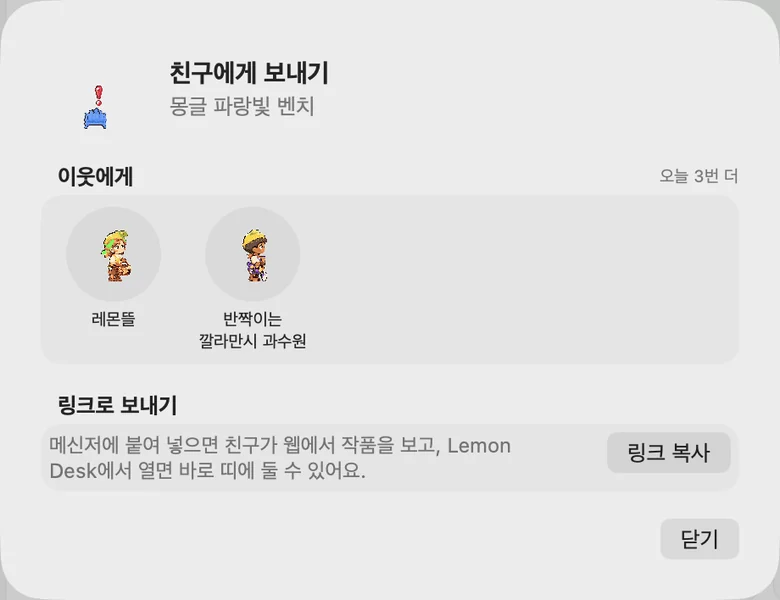 친구에게 보내기
몽글 파랑빛 벤치
이웃에게
오늘 3번 더
레몬뜰
반짝이는
깔라만시 과수원
링크로 보내기
메신저에 붙여 넣으면 친구가 웹에서 작품을 보고, Lemon
Desk에서 열면 바로 띠에 둘 수 있어요.
링크 복사
닫기